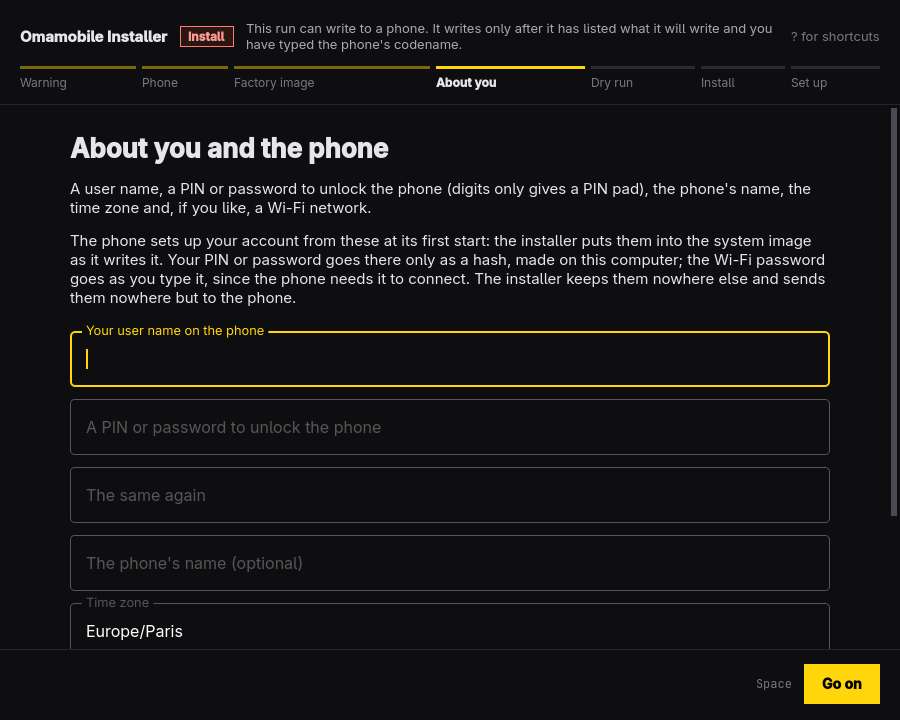 Omamobile Installer
Install
This run can write to a phone. It writes only after it has listed what it will write and you
have typed the phone's codename.
? for shortcuts
Warning
Phone
Factory image
About you
Dry run
Install
Set up
About you and the phone
A user name, a PIN or password to unlock the phone (digits only gives a PIN pad), the phone's name, the
time zone and, if you like, a Wi-Fi network.
The phone sets up your account from these at its first start: the installer puts them into the system image
as it writes it. Your PIN or password goes there only as a hash, made on this computer; the Wi-Fi password
goes as you type it, since the phone needs it to connect. The installer keeps them nowhere else and sends
them nowhere but to the phone.
Your user name on the phone
A PIN or password to unlock the phone
The same again
The phone's name (optional)
Time zone
Europe/Paris
Space
Go on